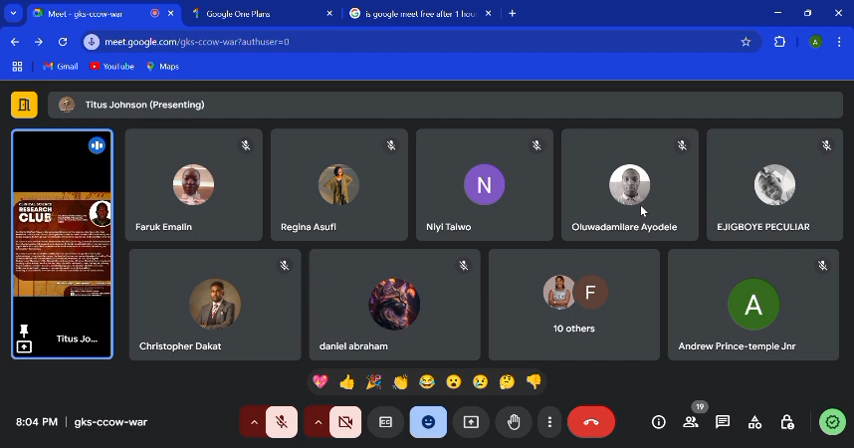 Meet - gks-ccow-war
Google One Plans
is google meet free after 1 hou
meet.google.com/gks-ccow-war?authuser=0
A
Gmail
YouTube
Maps
Titus Johnson (Presenting)
CLINICAL SCIENCE
RESEARCH
CLUB
Titus Jo...
Faruk Emalin
Regina Asufi
N
Niyi Taiwo
Oluwadamilare Ayodele
EJIGBOYE PECULIAR
Christopher Dakat
daniel abraham
F
10 others
A
Andrew Prince-temple Jnr
8:04 PM | gks-ccow-war
CC
19